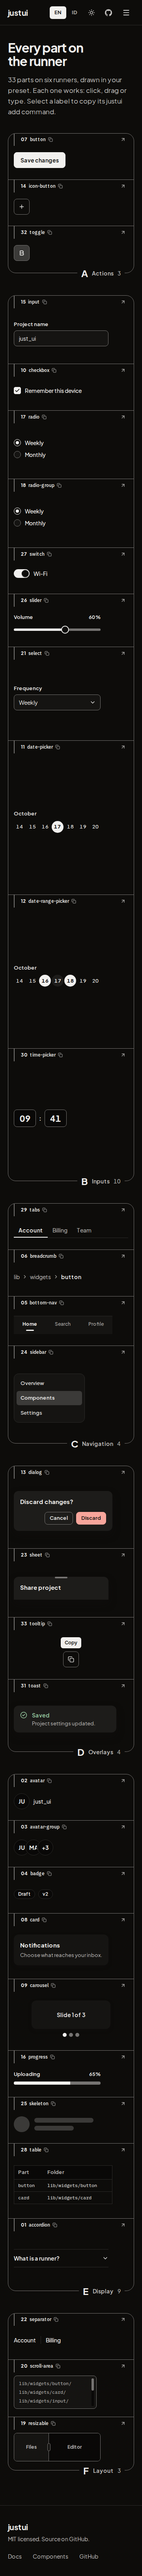 justui
EN ID
Every part on
the runner
33 parts on six runners, drawn in your
preset. Each one works: click, drag or
type. Select a label to copy its justui
add command.
07 button
Save changes
14 icon-button
32 toggle
B
A Actions 3
15 input
Project name
just_ui
10 checkbox
Remember this device
17 radio
Weekly
Monthly
18 radio-group
Weekly
Monthly
27 switch
Wi-Fi
26 slider
Volume 60%
21 select
Frequency
Weekly
11 date-picker
October
14 15 16 17 18 19 20
12 date-range-picker
October
14 15 16 17 18 19 20
30 time-picker
09 : 41
B Inputs 10
29 tabs
Account Billing Team
06 breadcrumb
lib > widgets > button
05 bottom-nav
Home Search Profile
24 sidebar
Overview
Components
Settings
C Navigation 4
13 dialog
Discard changes?
Cancel Discard
23 sheet
Share project
33 tooltip
Copy
31 toast
Saved
Project settings updated.
D Overlays 4
02 avatar
JU just_ui
03 avatar-group
JU MA +3
04 badge
Draft v2
08 card
Notifications
Choose what reaches your inbox.
09 carousel
Slide 1 of 3
16 progress
Uploading 65%
25 skeleton
28 table
Part Folder
button lib/widgets/button
card lib/widgets/card
01 accordion
What is a runner?
E Display 9
22 separator
Account Billing
20 scroll-area
lib/widgets/button/
lib/widgets/card/
lib/widgets/input/
19 resizable
Files Editor
F Layout 3
justui
MIT licensed. Source on GitHub.
Docs Components GitHub